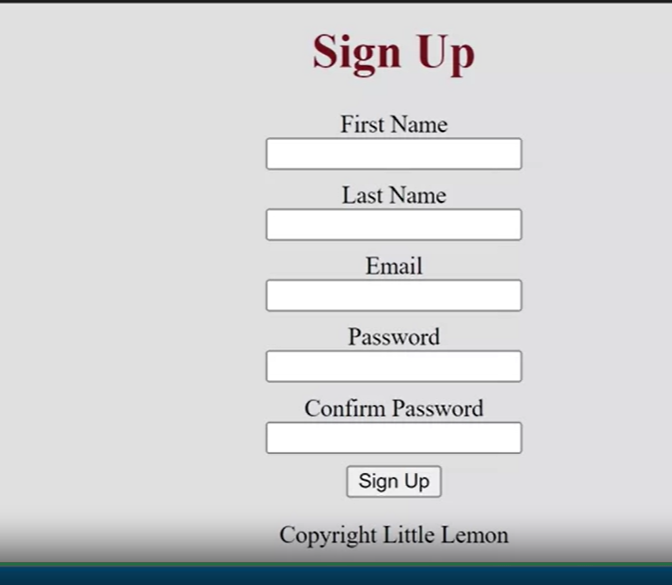 Sign Up
First Name
Last Name
Email
Password
Confirm Password
Sign Up
Copyright Little Lemon